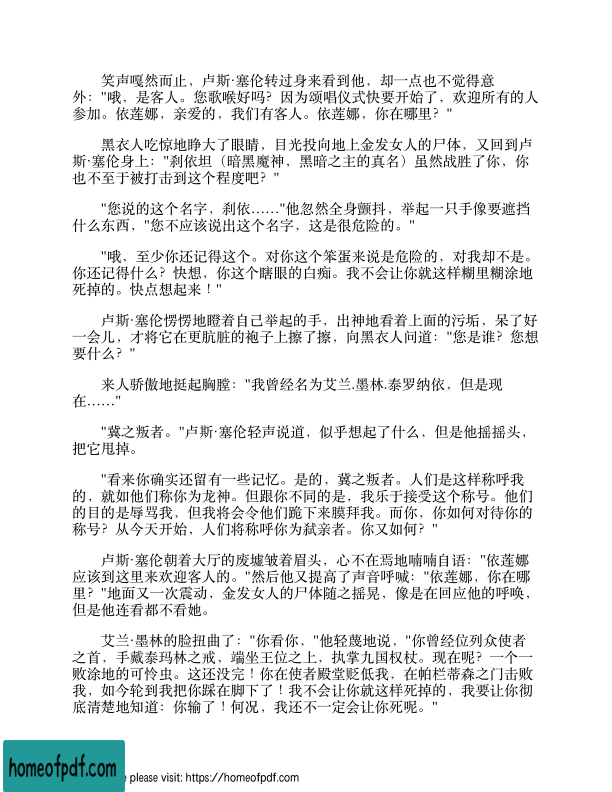 笑声嘎然而止，卢斯·塞伦转过身来看到他，却一点也不觉得意
外："哦，是客人。您歌喉好吗？因为颂唱仪式快要开始了，欢迎所有的人
参加。依莲娜，亲爱的，我们有客人。依莲娜，你在哪里？"
黑衣人吃惊地睁大了眼睛，目光投向地上金发女人的尸体，又回到卢
斯·塞伦身上："刹依坦（暗黑魔神，黑暗之主的真名）虽然战胜了你，你
也不至于被打击到这个程度吧？"
"您说的这个名字，刹依……"他忽然全身颤抖，举起一只手像要遮挡
什么东西，"您不应该说出这个名字，这是很危险的。"
"哦，至少你还记得这个。对你这个笨蛋来说是危险的，对我却不是。
你还记得什么？快想，你这个瞎眼的白痴。我不会让你就这样糊里糊涂地
死掉的。快点想起来！"
卢斯·塞伦愣愣地瞪着自己举起的手，出神地看着上面的污垢，呆了好
一会儿，才将它在更肮脏的袍子上擦了擦，向黑衣人问道："您是谁？您想
要什么？"
来人骄傲地挺起胸膛："我曾经名为艾兰.墨林.泰罗纳依，但是现
在……"
"冀之叛者。"卢斯·塞伦轻声说道，似乎想起了什么，但是他摇摇头，
把它甩掉。
"看来你确实还留有一些记忆。是的，冀之叛者。人们是这样称呼我
的，就如他们称你为龙神。但跟你不同的是，我乐于接受这个称号。他们
的目的是辱骂我，但我将会令他们跪下来膜拜我。而你，你如何对待你的
称号？从今天开始，人们将称呼你为弑亲者。你又如何？"
卢斯·塞伦朝着大厅的废墟皱着眉头，心不在焉地喃喃自语："依莲娜
应该到这里来欢迎客人的。"然后他又提高了声音呼喊："依莲娜，你在哪
里？"地面又一次震动，金发女人的尸体随之摇晃，像是在回应他的呼唤，
但是他连看都不看她。
艾兰·墨林的脸扭曲了："你看你，"他轻蔑地说，"你曾经位列众使者
之首，手戴泰玛林之戒，端坐王位之上，执掌九国权杖。现在呢？一个一
败涂地的可怜虫。这还没完！你在使者殿堂贬低我，在帕栏蒂森之门击败
我，如今轮到我把你踩在脚下了！我不会让你就这样死掉的，我要让你彻
底清楚地知道：你输了！何况，我还不一定会让你死呢。"
homeofpdf.com
e please visit: https://homeofpdf.com